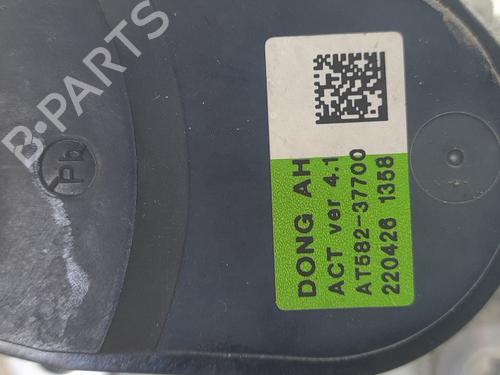 DONG AH
ACT ver 4.1
AT582-37700
220426 1358
Pb
B·PARTS